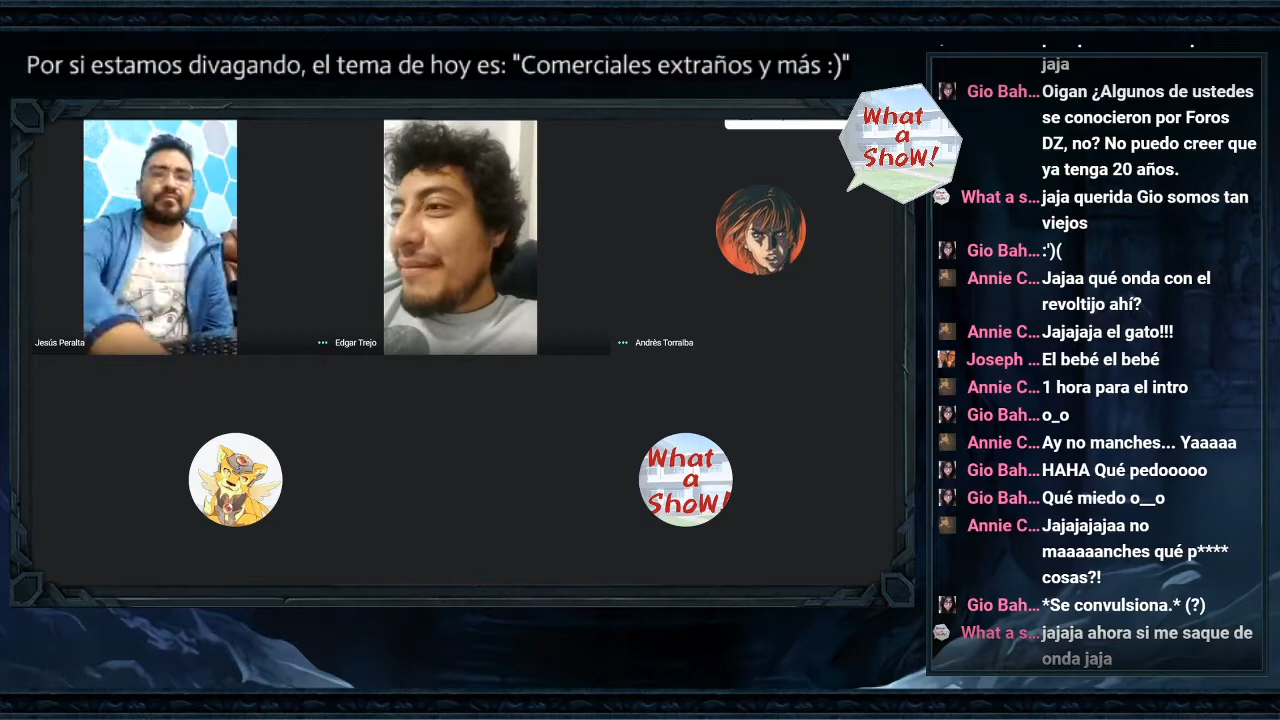 Por si estamos divagando, el tema de hoy es: "Comerciales extraños y más :)"
What
a
ShoW!
Jesús Peralta
Edgar Trejo
Andrès Torralba
What
a
ShoW!
jaja
Gio Bah... Oigan ¿Algunos de ustedes
se conocieron por Foros
DZ, no? No puedo creer que
ya tenga 20 años.
What a s... jaja querida Gio somos tan
viejos
Gio Bah... :')(
Annie C... Jajaa qué onda con el
revoltijo ahí?
Annie C... Jajajaja el gato!!!
Joseph ... El bebé el bebé
Annie C... 1 hora para el intro
Gio Bah... o_o
Annie C... Ay no manches... Yaaaaa
Gio Bah... HAHA Qué pedooooo
Gio Bah... Qué miedo o__o
Annie C... Jajajajajaa no
maaaaanches qué p****
cosas?!
Gio Bah... *Se convulsiona.* (?)
What a s... jajaja ahora si me saque de
onda jaja